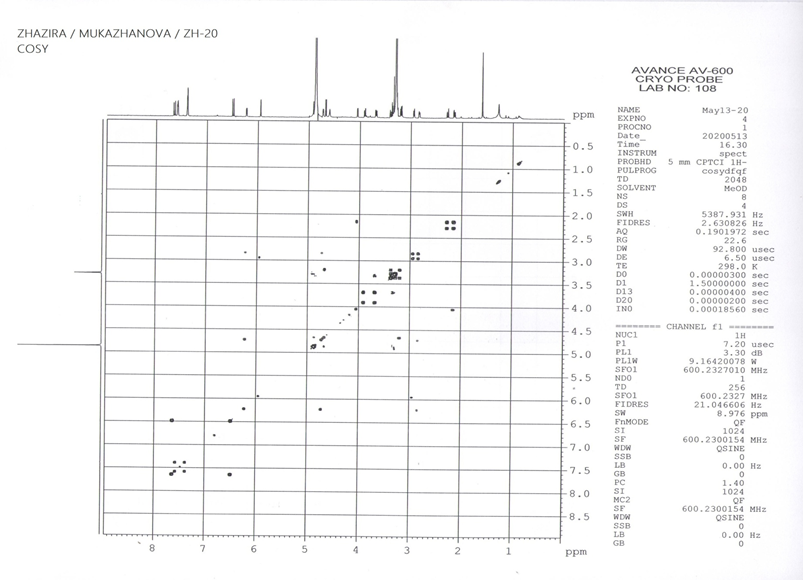 ZHAZIRA / MUKAZHANOVA / ZH-20
COSY
AVANCE AV-600
CRYO PROBE
LAB NO: 108
ppm
NAME May13-20
EXPNO 4
PROCNO 1
Date_ 20200513
Time 16.30
INSTRUM spect
PROBHD 5 mm CPTCI 1H-
PULPROG cosydfqf
TD 2048
SOLVENT MeOD
NS 8
DS 4
SWH 5387.931 Hz
FIDRES 2.630826 Hz
AQ 0.1901972 sec
RG 22.6
DW 92.800 usec
DE 6.50 usec
TE 298.0 K
D0 0.00000300 sec
D1 1.50000000 sec
D13 0.00000400 sec
D20 0.00000200 sec
IN0 0.00018560 sec
======== CHANNEL f1 ========
NUC1 1H
P1 7.20 usec
PL1 3.30 dB
PL1W 9.16420078 W
SFO1 600.2327010 MHz
ND0 1
TD 256
SFO1 600.2327 MHz
FIDRES 21.046606 Hz
SW 8.976 ppm
FnMODE QF
SI 1024
SF 600.2300154 MHz
WDW QSINE
SSB 0
LB 0.00 Hz
GB 0
PC 1.40
SI 1024
MC2 QF
SF 600.2300154 MHz
WDW QSINE
SSB 0
LB 0.00 Hz
GB 0
0.5
1.0
1.5
2.0
2.5
3.0
3.5
4.0
4.5
5.0
5.5
6.0
6.5
7.0
7.5
8.0
8.5
8 7 6 5 4 3 2 1 ppm